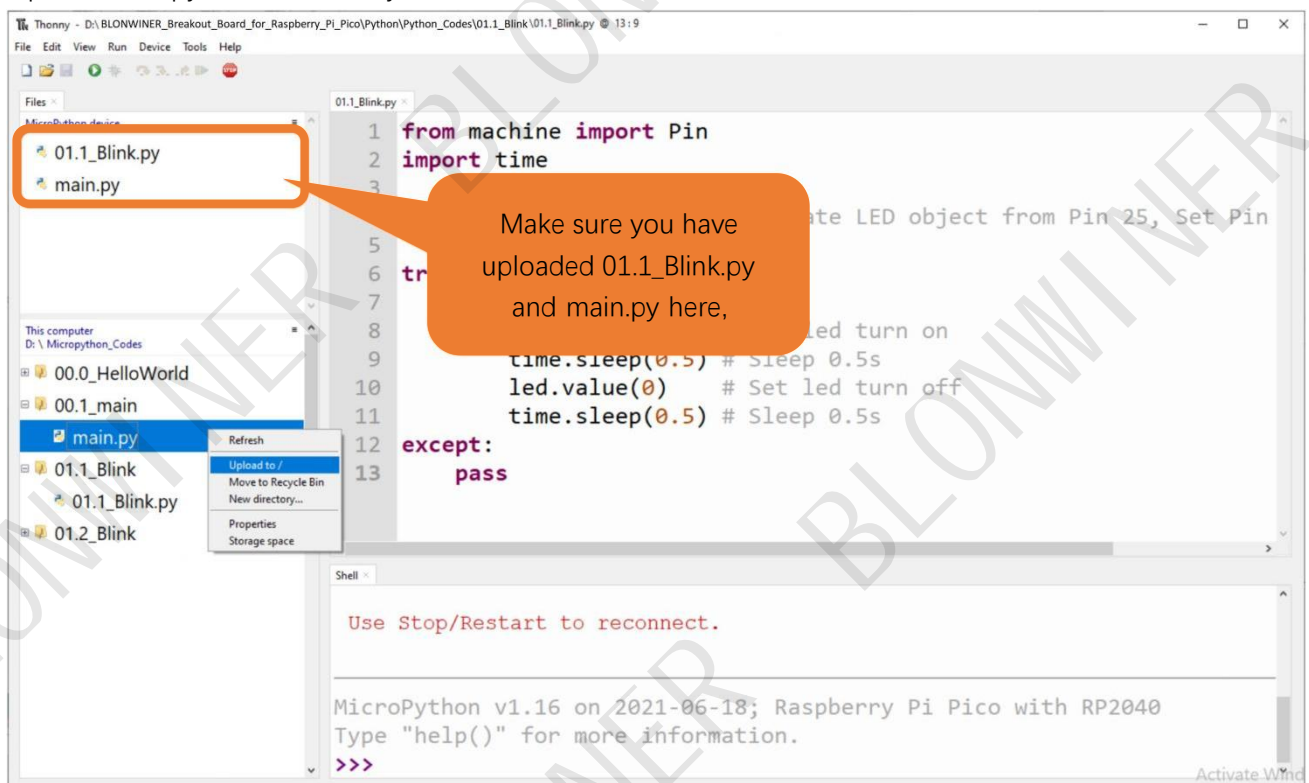 Thonny - D:\BLONWINER_Breakout_Board_for_Raspberry_Pi_Pico\Python\Python_Codes\01.1_Blink\01.1_Blink.py @ 13:9
File Edit View Run Device Tools Help
Files
MicroPython device
01.1_Blink.py
main.py
This computer
D: \ Micropython_Codes
00.0_HelloWorld
00.1_main
main.py
01.1_Blink
01.1_Blink.py
01.2_Blink
Refresh
Upload to /
Move to Recycle Bin
New directory...
Properties
Storage space
01.1_Blink.py
1 from machine import Pin
2 import time
3
LED object from Pin 25, Set Pin
5
6
7
8 led turn on
9 time.sleep(0.5) # Sleep 0.5s
10 led.value(0) # Set led turn off
11 time.sleep(0.5) # Sleep 0.5s
12 except:
13 pass
Make sure you have
uploaded 01.1_Blink.py
and main.py here,
Shell
Use Stop/Restart to reconnect.
MicroPython v1.16 on 2021-06-18; Raspberry Pi Pico with RP2040
Type "help()" for more information.
>>>
Activate
BLONWINER